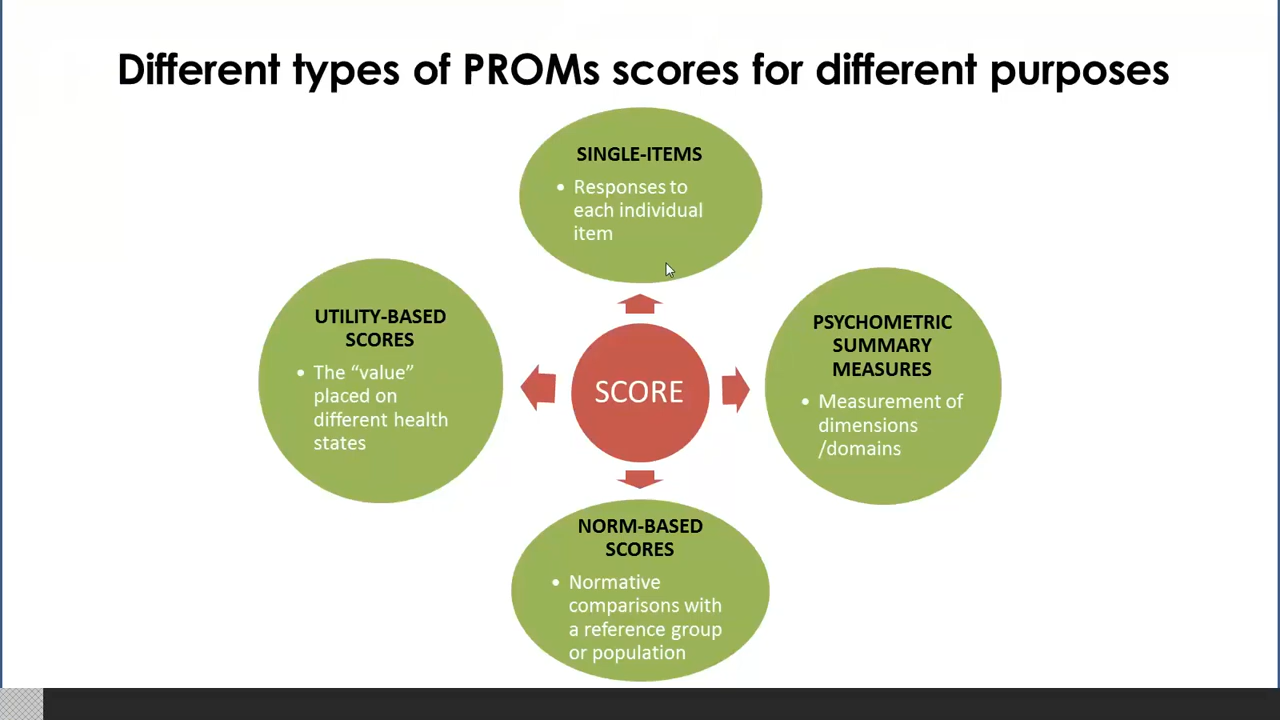 Different types of PROMs scores for different purposes
SINGLE-ITEMS
• Responses to
each individual
item
UTILITY-BASED
SCORES
• The “value”
placed on
different health
states
SCORE
PSYCHOMETRIC
SUMMARY
MEASURES
• Measurement of
dimensions
/domains
NORM-BASED
SCORES
• Normative
comparisons with
a reference group
or population